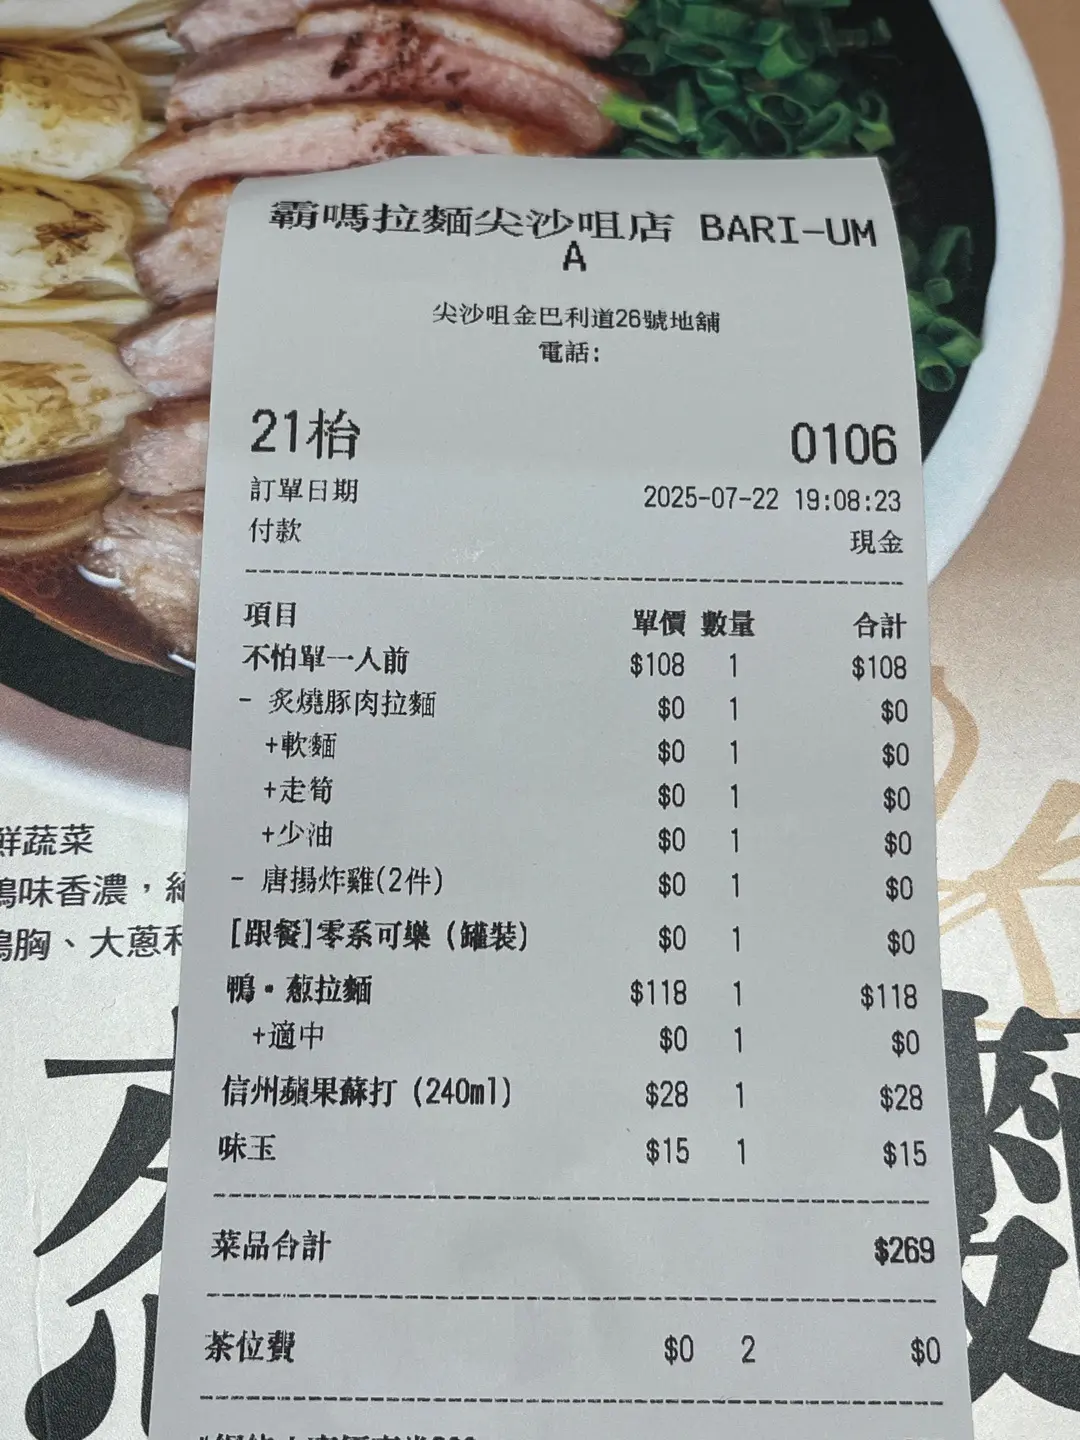 霸嗎拉麵尖沙咀店 BARI-UM
A
尖沙咀金巴利道26號地舖
電話:
21枱 0106
訂單日期 2025-07-22 19:08:23
付款 現金
項目 單價 數量 合計
不怕單一人前 $108 1 $108
- 炙燒豚肉拉麵 $0 1 $0
+軟麵 $0 1 $0
+走筍 $0 1 $0
+少油 $0 1 $0
- 唐揚炸雞(2件) $0 1 $0
[跟餐]零系可樂 (罐裝) $0 1 $0
鴨・蔥拉麵 $118 1 $118
+適中 $0 1 $0
信州蘋果蘇打 (240ml) $28 1 $28
味玉 $15 1 $15
菜品合計 $269
茶位費 $0 2 $0
鮮蔬菜
鴨味香濃，
鴨胸、大蔥